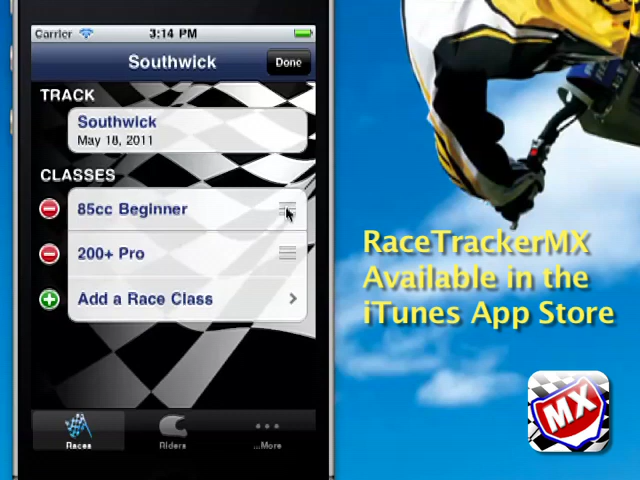 Carrier 3:14 PM
Southwick Done
TRACK
Southwick
May 18, 2011
CLASSES
85cc Beginner
200+ Pro
Add a Race Class
Races Riders ...More
RaceTrackerMX
Available in the
iTunes App Store
MX